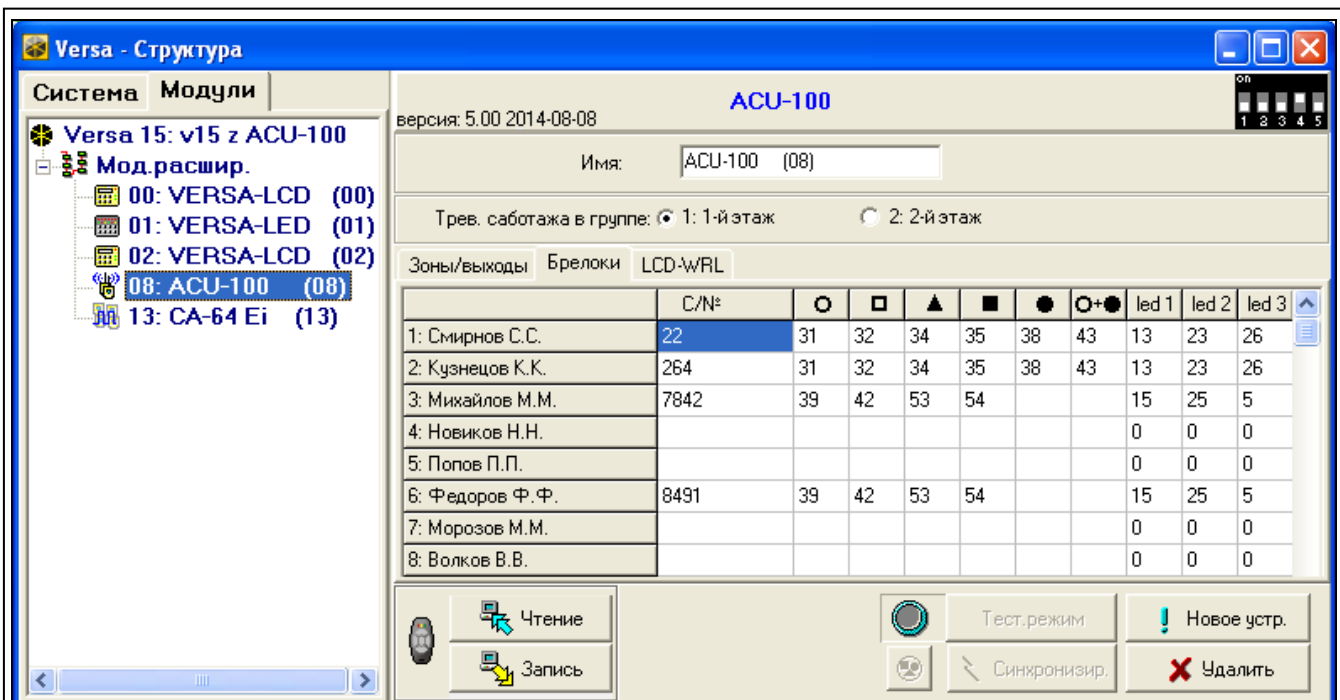 Versa - Структура
Система Модули
Versa 15: v15 z ACU-100
Мод.расшир.
00: VERSA-LCD (00)
01: VERSA-LED (01)
02: VERSA-LCD (02)
08: ACU-100 (08)
13: CA-64 Ei (13)
ACU-100
on
1 2 3 4 5
версия: 5.00 2014-08-08
Имя: ACU-100 (08)
Трев. саботажа в группе: 1: 1-й этаж 2: 2-й этаж
Зоны/выходы Брелоки LCD-WRL
С/№ O+● led 1 led 2 led 3
1: Смирнов С.С. 22 31 32 34 35 38 43 13 23 26
2: Кузнецов К.К. 264 31 32 34 35 38 43 13 23 26
3: Михайлов М.М. 7842 39 42 53 54 15 25 5
4: Новиков Н.Н. 0 0 0
5: Попов П.П. 0 0 0
6: Федоров Ф.Ф. 8491 39 42 53 54 15 25 5
7: Морозов М.М. 0 0 0
8: Волков В.В. 0 0 0
Чтение Тест.режим Новое устр.
Запись Синхронизир. Удалить